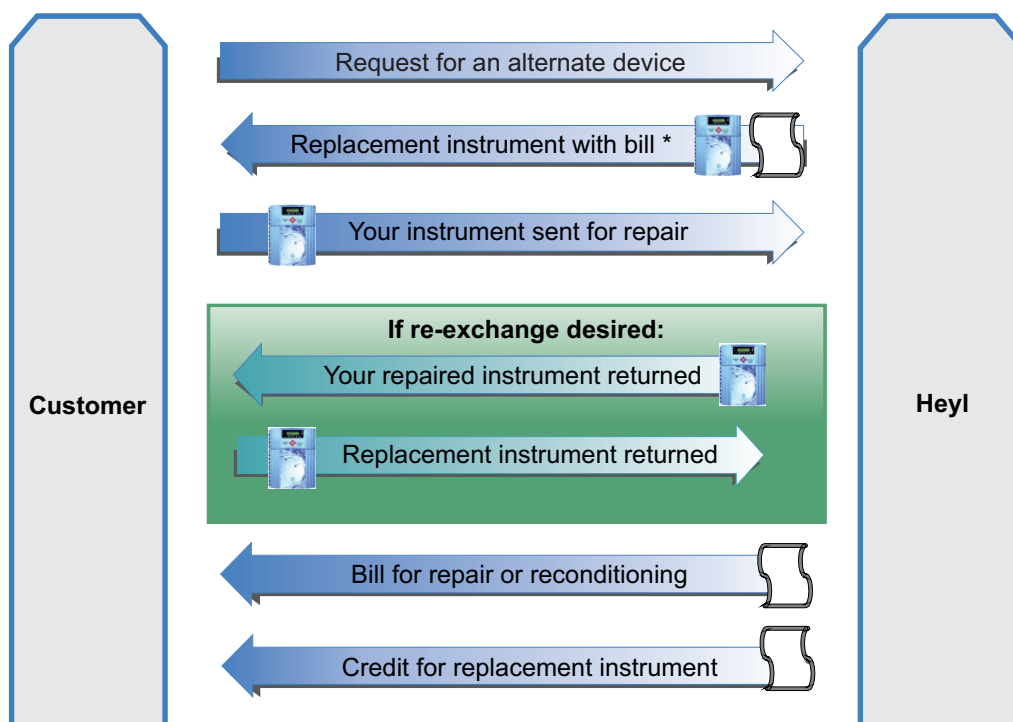 Request for an alternate device
Replacement instrument with bill *
Your instrument sent for repair
If re-exchange desired:
Your repaired instrument returned
Customer
Heyl
Replacement instrument returned
Bill for repair or reconditioning
Credit for replacement instrument